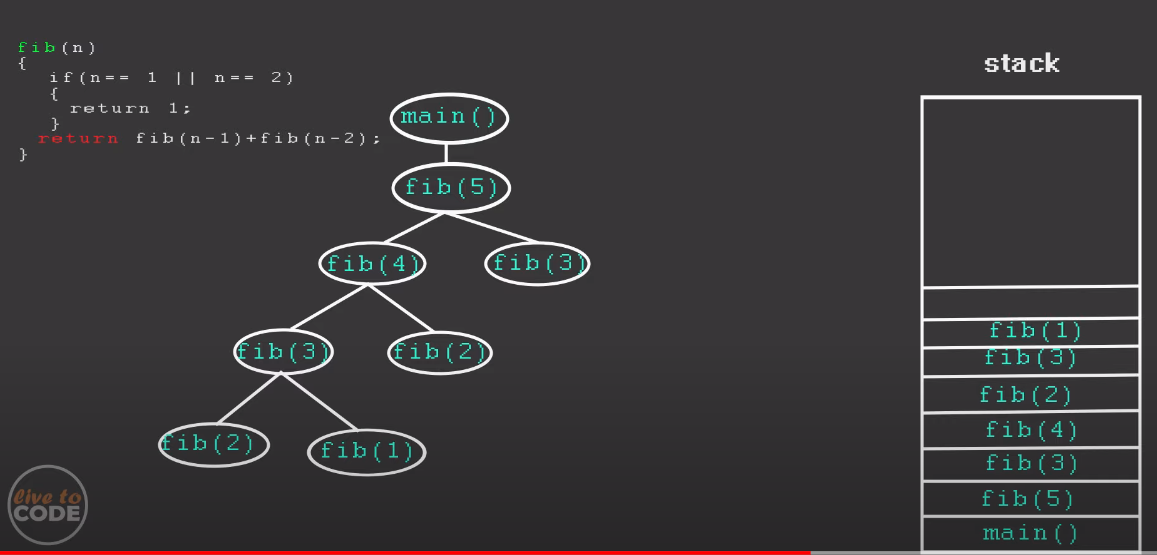 fib(n)
{
if(n== 1 || n== 2)
{
return 1;
}
return fib(n-1)+fib(n-2);
}
main()
fib(5)
fib(4)
fib(3)
fib(3)
fib(2)
fib(2)
fib(1)
stack
fib(1)
fib(3)
fib(2)
fib(4)
fib(3)
fib(5)
main()
live to
CODE